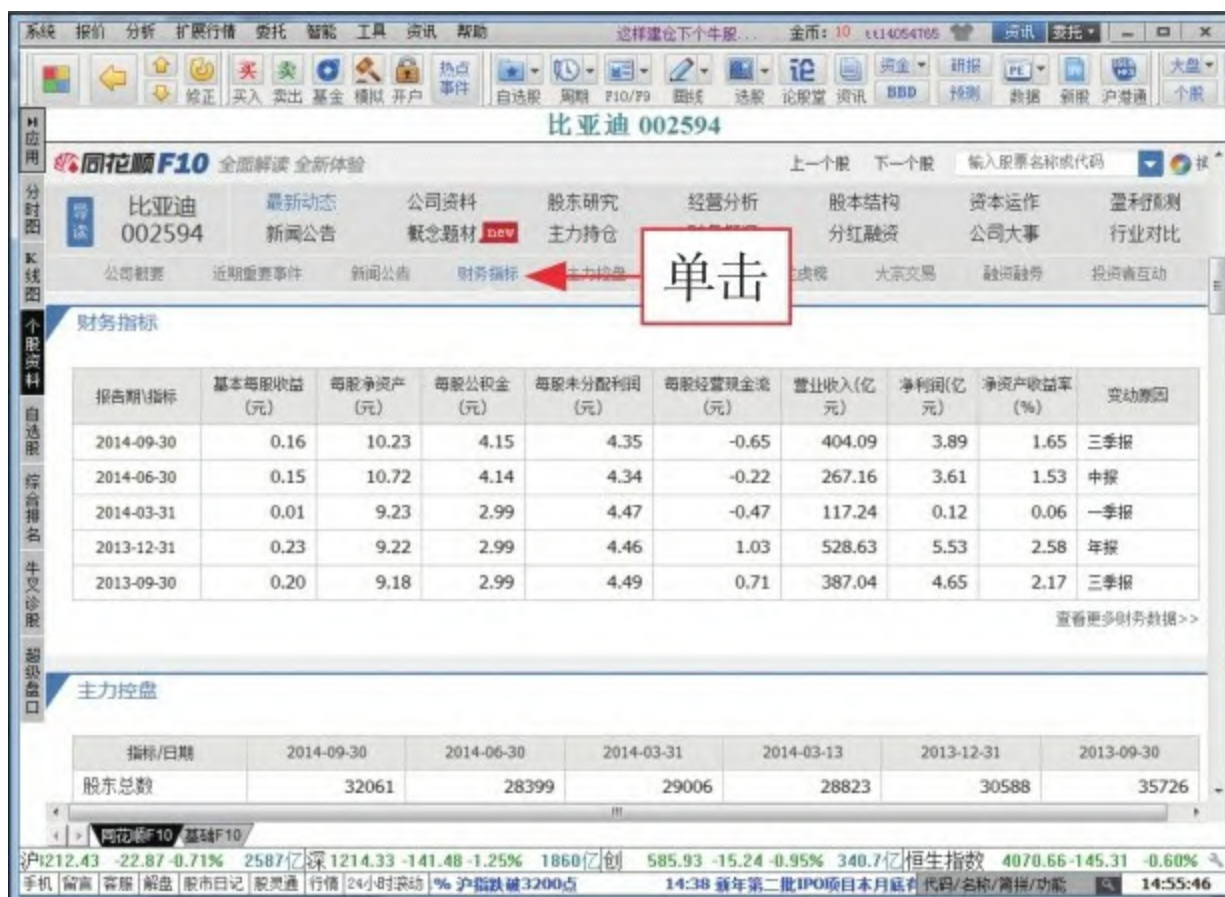 系统 报价 分析 扩展行情 委托 智能 工具 资讯 帮助 这样建仓下个牛股... 金币：10 资讯 委托
修正 买入 卖出 基金 模拟 开户 热点事件 自选股 周期 F10/F9 画线 选股 论股堂 资讯 资金 BBD 研报 预测 数据 新股 沪港通 大盘 个股
比亚迪 002594
同花顺F10 全面解读 全新体验 上一个股 下一个股 输入股票名称或代码
导读 比亚迪 最新动态 公司资料 股东研究 经营分析 股本结构 资本运作 盈利预测
002594 新闻公告 概念题材 new 主力持仓 分红融资 公司大事 行业对比
公司概要 近期重要事件 新闻公告 财务指标 主力控盘 大宗交易 融资融券 投资者互动
单击
应用
分时图
K线图
个股资料
自选股
综合排名
牛叉诊股
超级盘口
财务指标
报告期\指标 基本每股收益(元) 每股净资产(元) 每股公积金(元) 每股未分配利润(元) 每股经营现金流(元) 营业收入(亿元) 净利润(亿元) 净资产收益率(%) 变动原因
2014-09-30 0.16 10.23 4.15 4.35 -0.65 404.09 3.89 1.65 三季报
2014-06-30 0.15 10.72 4.14 4.34 -0.22 267.16 3.61 1.53 中报
2014-03-31 0.01 9.23 2.99 4.47 -0.47 117.24 0.12 0.06 一季报
2013-12-31 0.23 9.22 2.99 4.46 1.03 528.63 5.53 2.58 年报
2013-09-30 0.20 9.18 2.99 4.49 0.71 387.04 4.65 2.17 三季报
查看更多财务数据>>
主力控盘
指标/日期 2014-09-30 2014-06-30 2014-03-31 2014-03-13 2013-12-31 2013-09-30
股东总数 32061 28399 29006 28823 30588 35726
同花顺F10 基础F10
沪3212.43 -22.87 -0.71% 2587亿 深 1214.33 -141.48 -1.25% 1860亿 创 585.93 -15.24 -0.95% 340.7亿 恒生指数 4070.66 -145.31 -0.60%
手机 留言 客服 解盘 股市日记 股灵通 行情 24小时滚动 % 沪指跌破3200点 14:38 新年第二批IPO项目本月底 代码/名称/简拼/功能 14:55:46